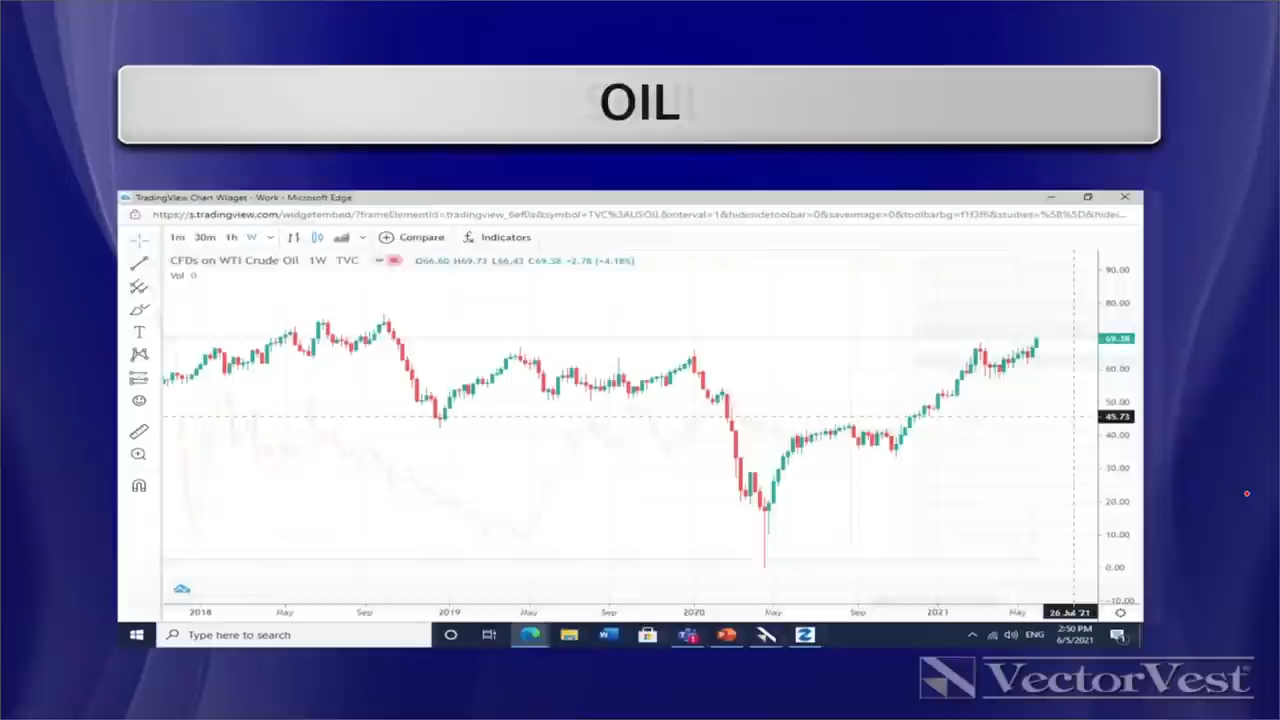 OIL
TradingView Chart Widget - Work - Microsoft Edge
1m 30m 1h W Compare Indicators
CFDs on WTI Crude Oil 1W TVC O66.60 H69.73 L66.43 C69.38 −2.78 (−4.18%)
Vol 0
90.00
80.00
69.38
60.00
50.00
45.73
40.00
30.00
20.00
10.00
0.00
-10.00
2018 May Sep 2019 May Sep 2020 May Sep 2021 May 26 Jul '21
Type here to search
ENG
2:50 PM
6/5/2021
VectorVest